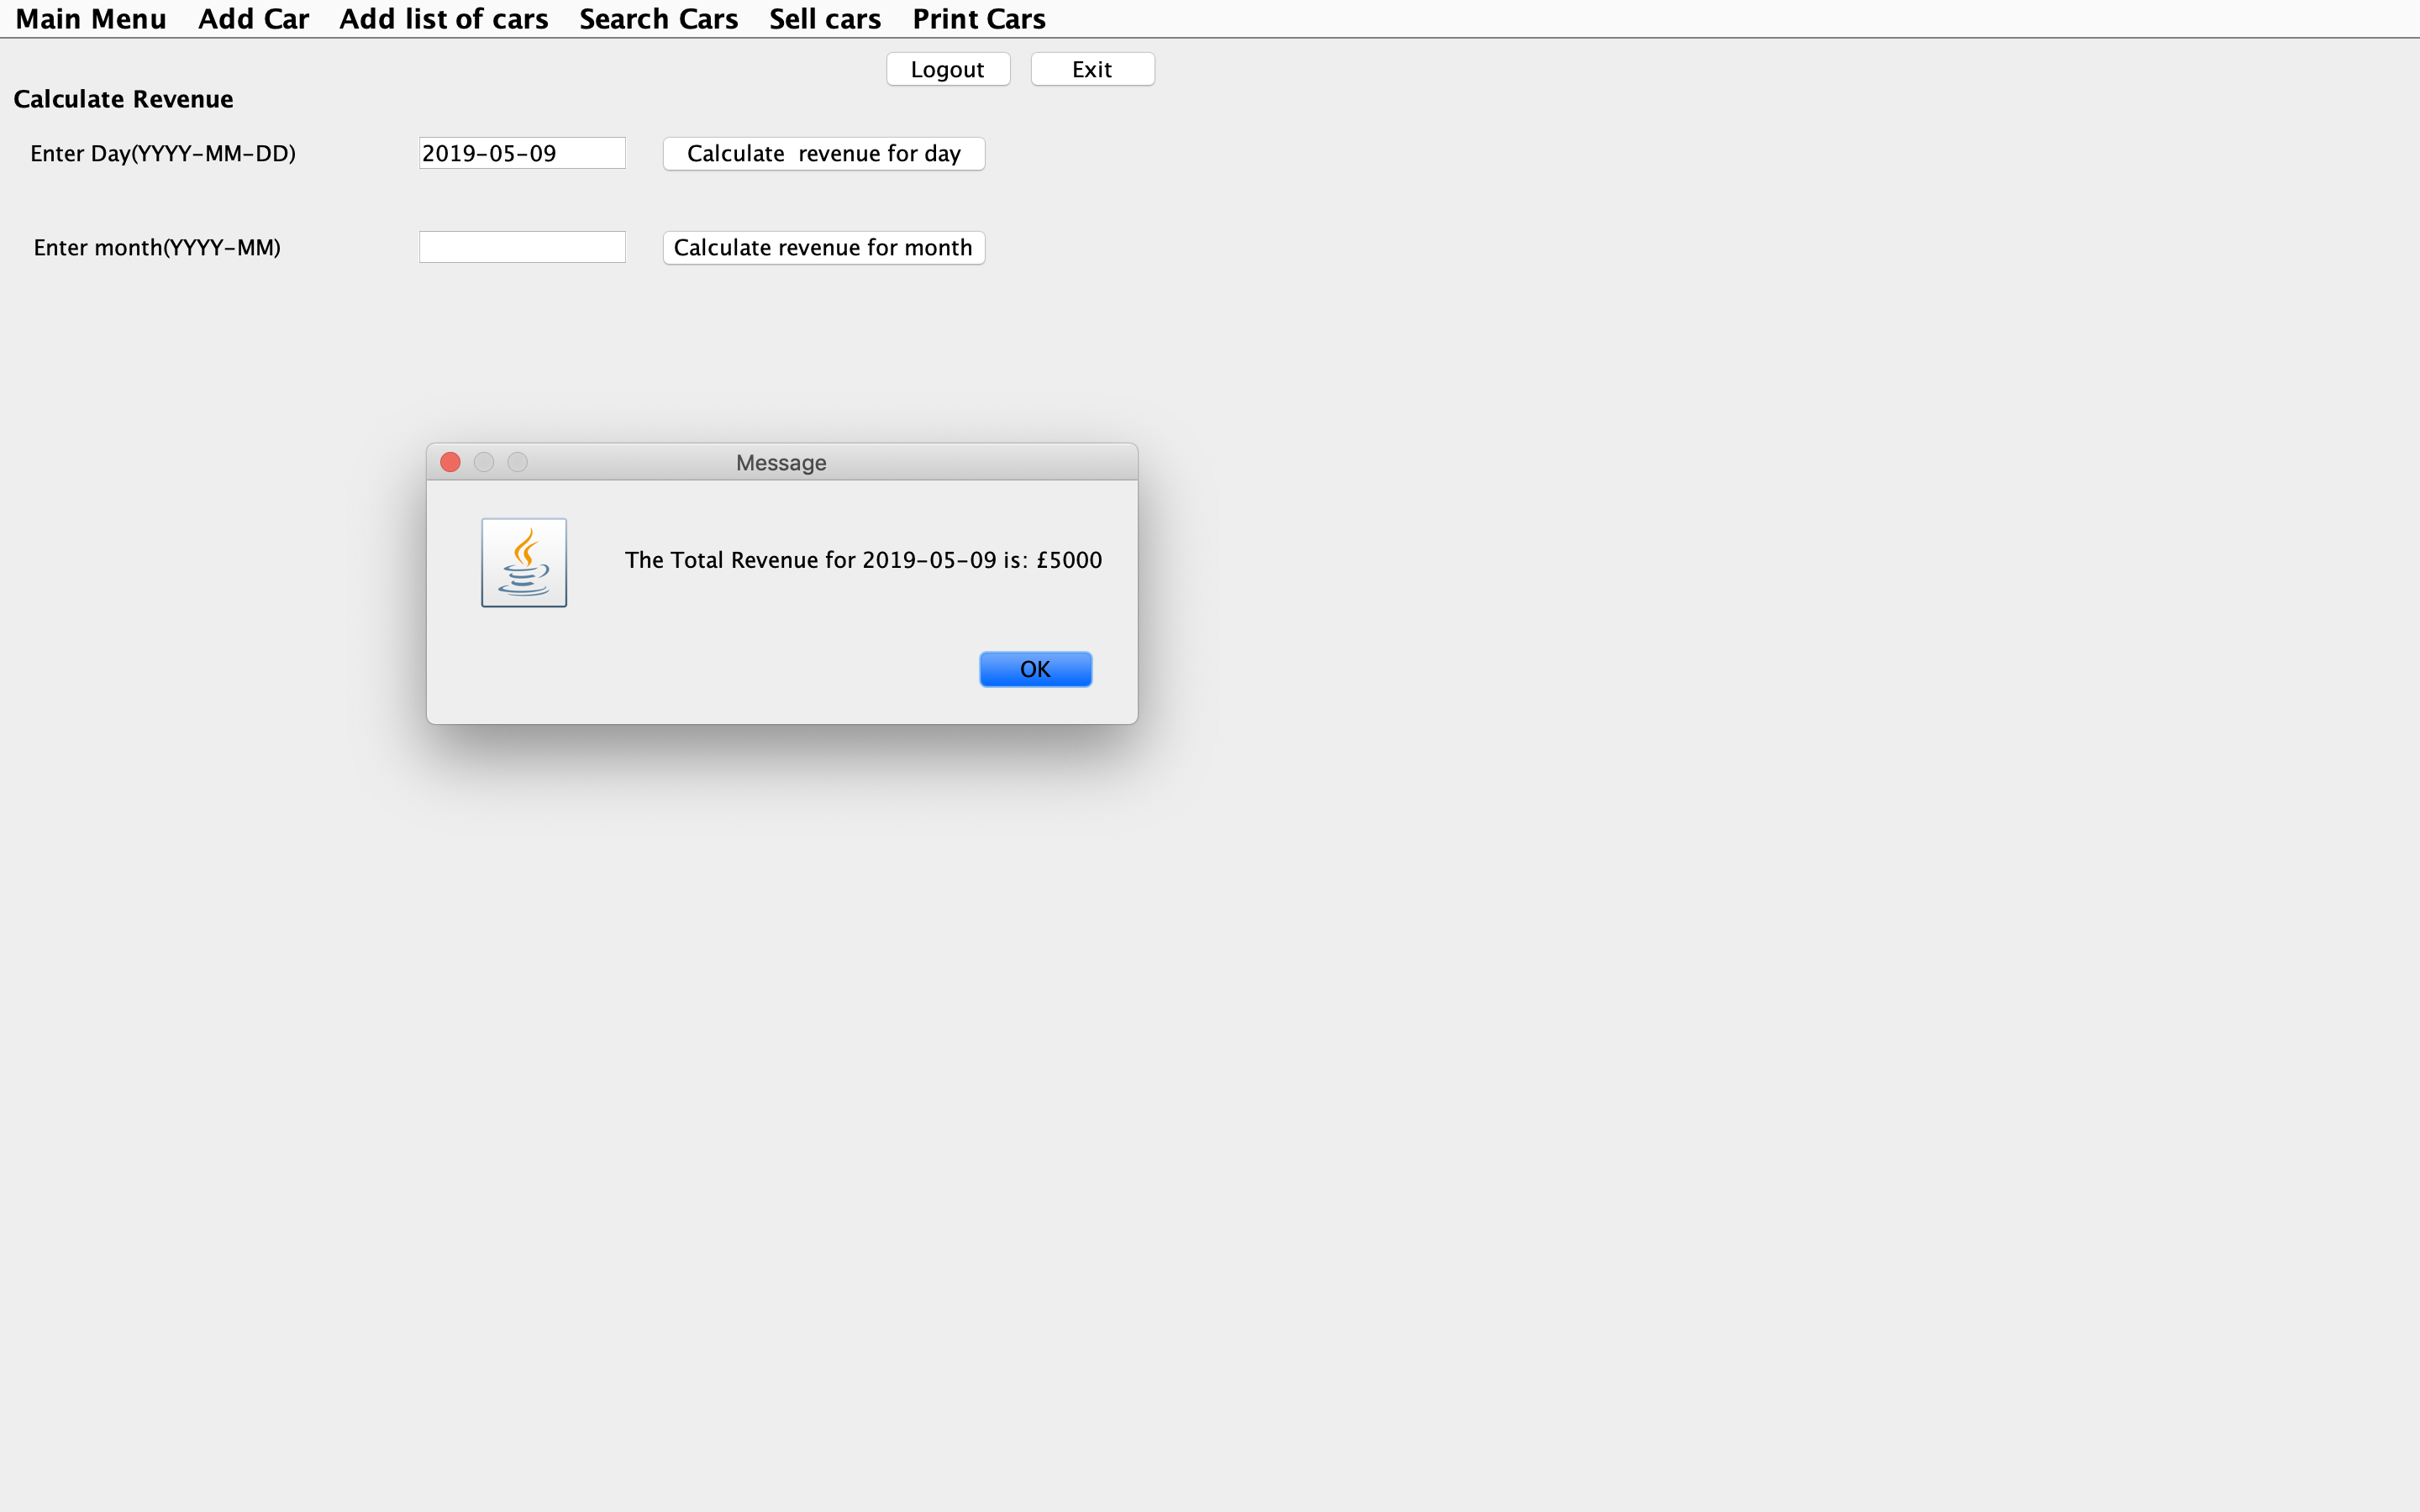 Main Menu Add Car Add list of cars Search Cars Sell cars Print Cars
Logout Exit
Calculate Revenue
Enter Day(YYYY-MM-DD) 2019-05-09 Calculate  revenue for day
Enter month(YYYY-MM) Calculate revenue for month
Message
The Total Revenue for 2019-05-09 is: £5000
OK